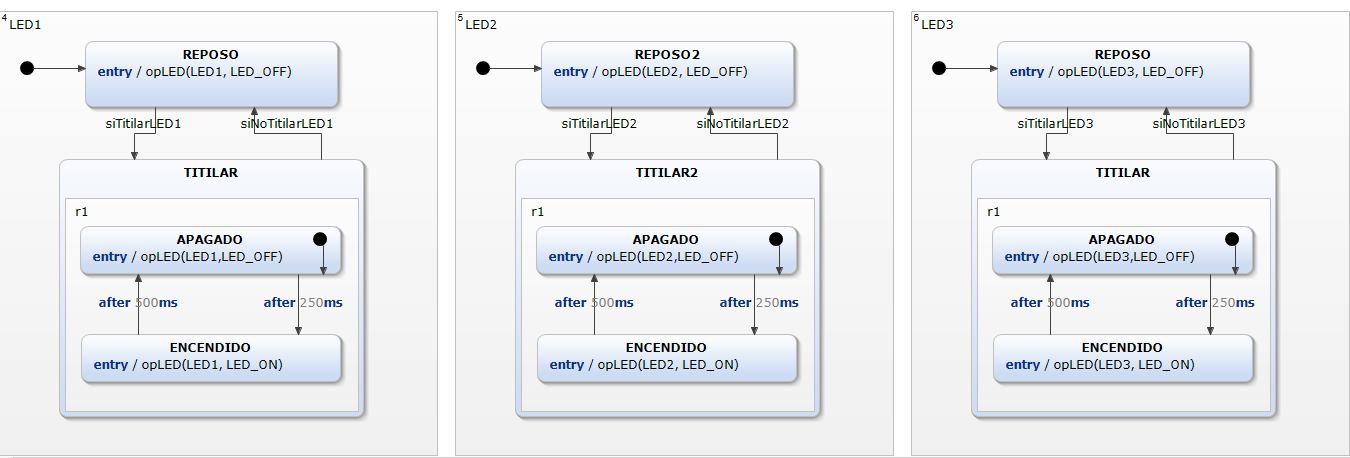 4 LED1
REPOSO
entry / opLED(LED1, LED_OFF)
siTitilarLED1
siNoTitilarLED1
TITILAR
r1
APAGADO
entry / opLED(LED1,LED_OFF)
after 500ms
after 250ms
ENCENDIDO
entry / opLED(LED1, LED_ON)
5 LED2
REPOSO2
entry / opLED(LED2, LED_OFF)
siTitilarLED2
siNoTitilarLED2
TITILAR2
r1
APAGADO
entry / opLED(LED2,LED_OFF)
after 500ms
after 250ms
ENCENDIDO
entry / opLED(LED2, LED_ON)
6 LED3
REPOSO
entry / opLED(LED3, LED_OFF)
siTitilarLED3
siNoTitilarLED3
TITILAR
r1
APAGADO
entry / opLED(LED3,LED_OFF)
after 500ms
after 250ms
ENCENDIDO
entry / opLED(LED3, LED_ON)